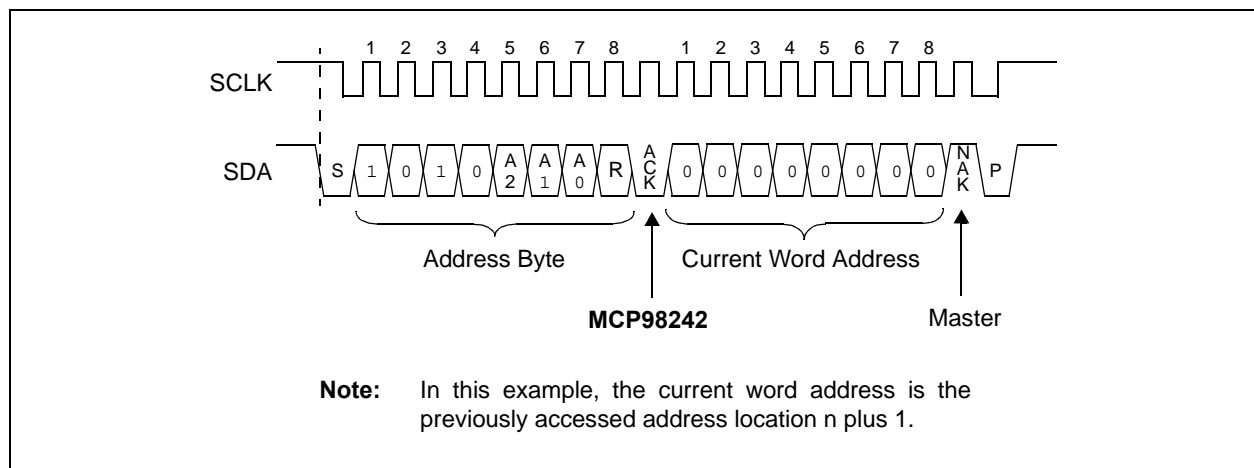 1 2 3 4 5 6 7 8 1 2 3 4 5 6 7 8
SCLK
SDA S 1 0 1 0 A2 A1 A0 R ACK 0 0 0 0 0 0 0 0 NAK P
Address Byte Current Word Address
MCP98242 Master
Note: In this example, the current word address is the
previously accessed address location n plus 1.